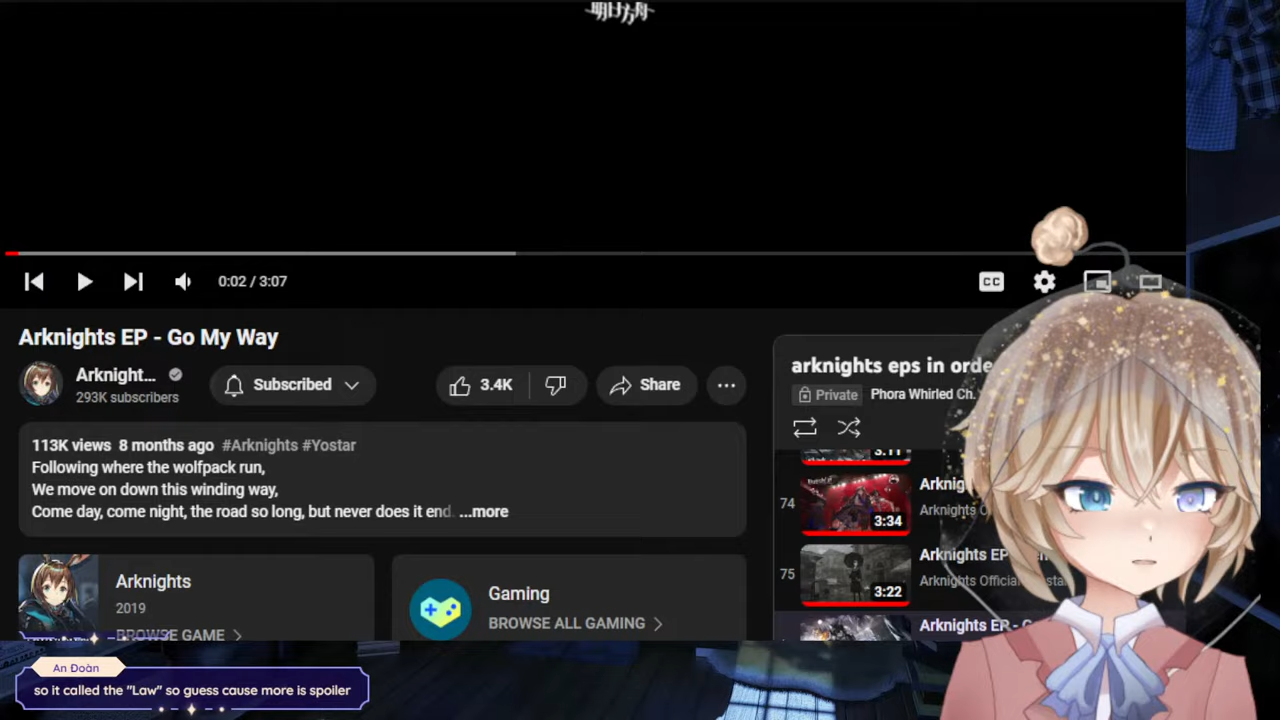 明日方舟
0:02 / 3:07
CC
Arknights EP - Go My Way
Arknight...
293K subscribers
Subscribed
3.4K
Share
113K views 8 months ago #Arknights #Yostar
Following where the wolfpack run,
We move on down this winding way,
Come day, come night, the road so long, but never does it end. ...more
Arknights
2019
BROWSE GAME
Gaming
BROWSE ALL GAMING
arknights eps in orde
Private
Phora Whirled Ch.
3:11
74
3:34
Arknig
Arknights O
75
3:22
Arknights EP
Arknights Official
Arknights EP - G
An Đoàn
so it called the "Law" so guess cause more is spoiler